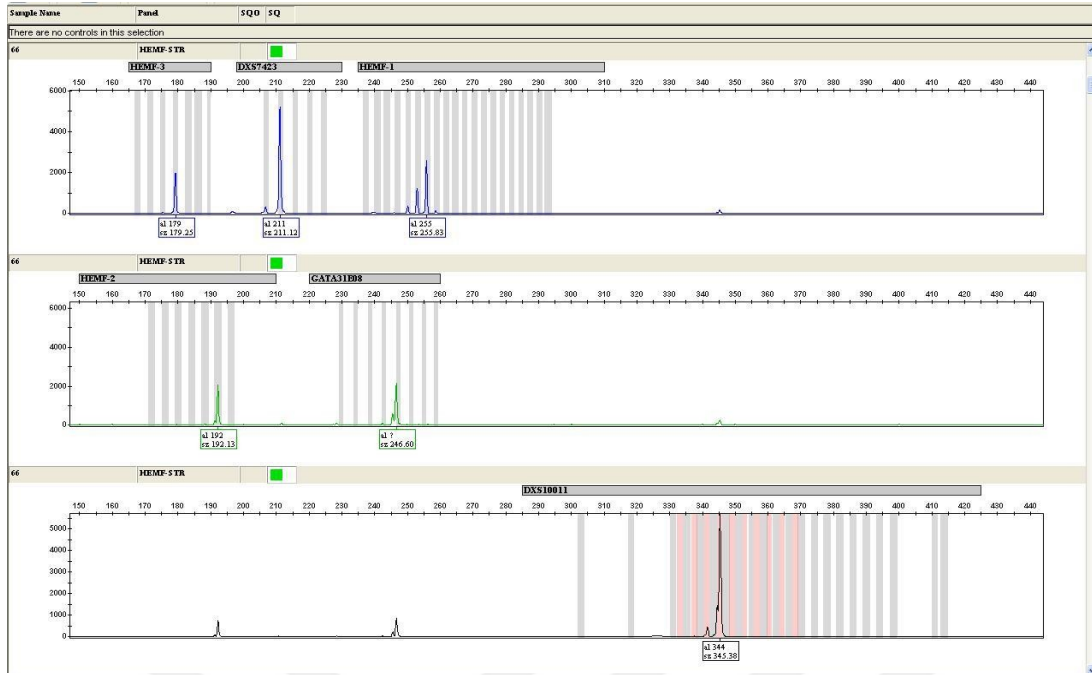 Sample Name Panel SQO SQ
There are no controls in this selection
66 HEMF-STR
HEMF-3 DXS7423 HEMF-1
150 160 170 180 190 200 210 220 230 240 250 260 270 280 290 300 310 320 330 340 350 360 370 380 390 400 410 420 430 440
6000
4000
2000
0
al 179 al 211 al 255
sz 179.25 sz 211.12 sz 255.83
66 HEMF-STR
HEMF-2 GATA31E08
150 160 170 180 190 200 210 220 230 240 250 260 270 280 290 300 310 320 330 340 350 360 370 380 390 400 410 420 430 440
6000
4000
2000
0
al 192 al ?
sz 192.13 sz 246.60
66 HEMF-STR
DXS10011
150 160 170 180 190 200 210 220 230 240 250 260 270 280 290 300 310 320 330 340 350 360 370 380 390 400 410 420 430 440
5000
4000
3000
2000
1000
0
al 344
sz 345.38